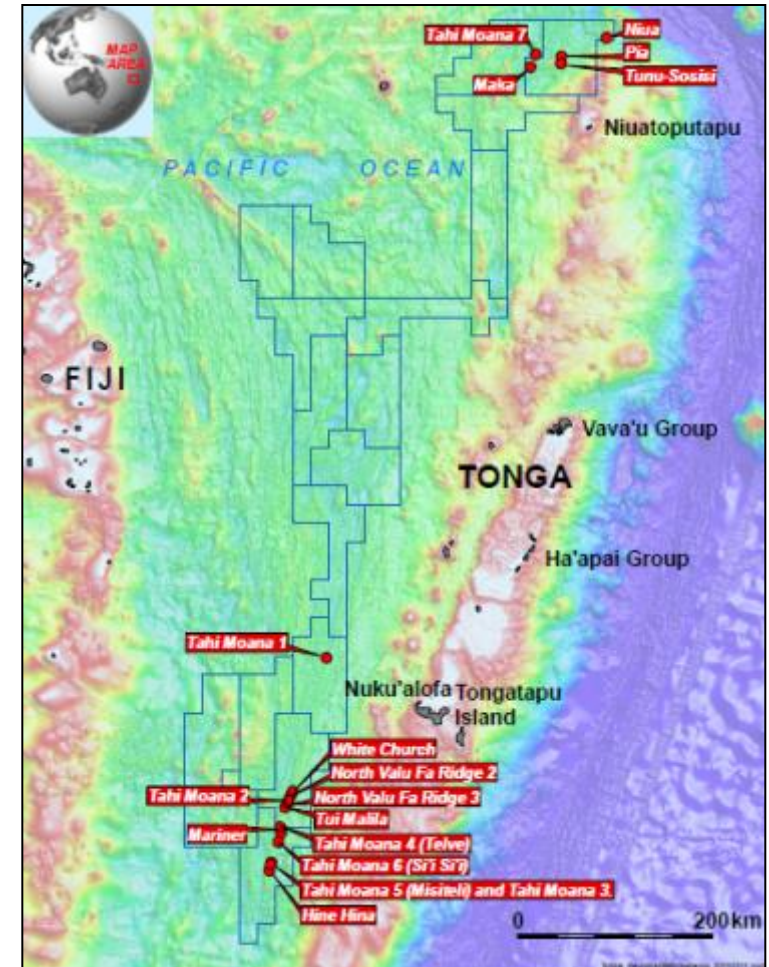 MAP
AREA
Tahi Moana 7
Niua
Pia
Maka
Tunu-Sosisi
Niuatoputapu
PACIFIC OCEAN
FIJI
Vava'u Group
TONGA
Ha'apai Group
Tahi Moana 1
Nuku'alofa Tongatapu
Island
White Church
North Valu Fa Ridge 2
Tahi Moana 2
North Valu Fa Ridge 3
Tui Malila
Mariner
Tahi Moana 4 (Telve)
Tahi Moana 6 (Si'i Si'i)
Tahi Moana 5 (Misiteli) and Tahi Moana 3.
Hine Hina
0 200km